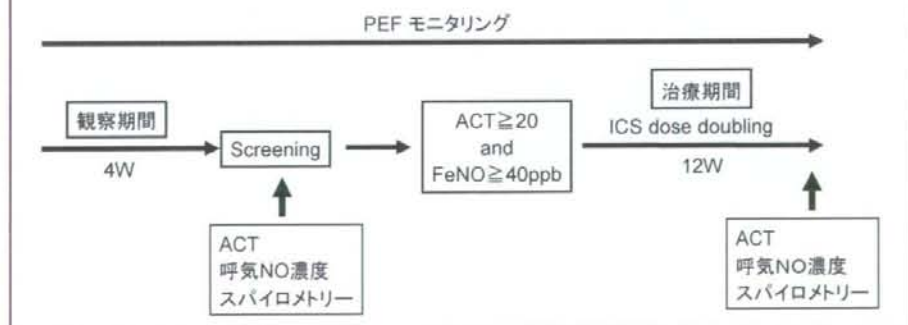 PEF モニタリング
観察期間
4W
Screening
ACT≧20
and
FeNO≧40ppb
治療期間
ICS dose doubling
12W
ACT
呼気NO濃度
スパイロメトリー
ACT
呼気NO濃度
スパイロメトリー